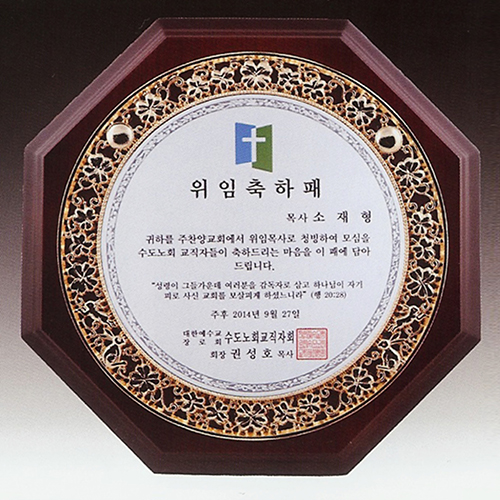 위임축하패
목사 소 재 형
귀하를 주찬양교회에서 위임목사로 청빙하여 모심을
수도노회 교직자들이 축하드리는 마음을 이 패에 담아
드립니다.
"성령이 그들가운데 여러분을 감독자로 삼고 하나님이 자기
피로 사신 교회를 보살피게 하셨느니라" (행 20:28)
주후 2014년 9월 27일
대한예수교
장로회 수도노회교직자회
회장 권성호 목사